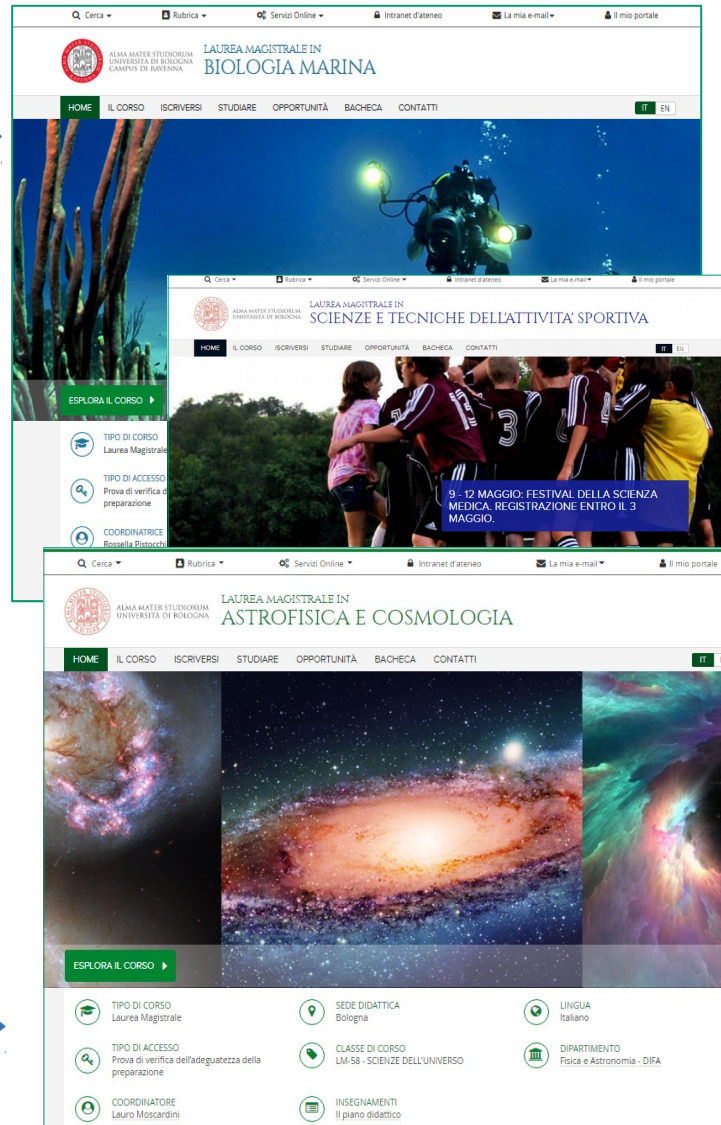 Cerca
Rubrica
Servizi Online
Intranet d'ateneo
La mia e-mail
Il mio portale
ALMA MATER STUDIORUM
UNIVERSITÀ DI BOLOGNA
CAMPUS DI RAVENNA
LAUREA MAGISTRALE IN
BIOLOGIA MARINA
HOME IL CORSO ISCRIVERSI STUDIARE OPPORTUNITÀ BACHECA CONTATTI
IT EN
ESPLORA IL CORSO
TIPO DI CORSO
Laurea Magistrale
TIPO DI ACCESSO
Prova di verifica d
preparazione
COORDINATRICE
Rossella Pistocchi
Cerca
Rubrica
Servizi Online
Intranet d'ateneo
La mia e-mail
Il mio portale
ALMA MATER STUDIORUM
UNIVERSITÀ DI BOLOGNA
LAUREA MAGISTRALE IN
SCIENZE E TECNICHE DELL'ATTIVITA' SPORTIVA
HOME IL CORSO ISCRIVERSI STUDIARE OPPORTUNITÀ BACHECA CONTATTI
IT EN
3
9 - 12 MAGGIO: FESTIVAL DELLA SCIENZA
MEDICA. REGISTRAZIONE ENTRO IL 3
MAGGIO.
Cerca
Rubrica
Servizi Online
Intranet d'ateneo
La mia e-mail
Il mio portale
ALMA MATER STUDIORUM
UNIVERSITÀ DI BOLOGNA
LAUREA MAGISTRALE IN
ASTROFISICA E COSMOLOGIA
HOME IL CORSO ISCRIVERSI STUDIARE OPPORTUNITÀ BACHECA CONTATTI
IT
ESPLORA IL CORSO
TIPO DI CORSO
Laurea Magistrale
SEDE DIDATTICA
Bologna
LINGUA
Italiano
TIPO DI ACCESSO
Prova di verifica dell'adeguatezza della
preparazione
CLASSE DI CORSO
LM-58 - SCIENZE DELL'UNIVERSO
DIPARTIMENTO
Fisica e Astronomia - DIFA
COORDINATORE
Lauro Moscardini
INSEGNAMENTI
Il piano didattico